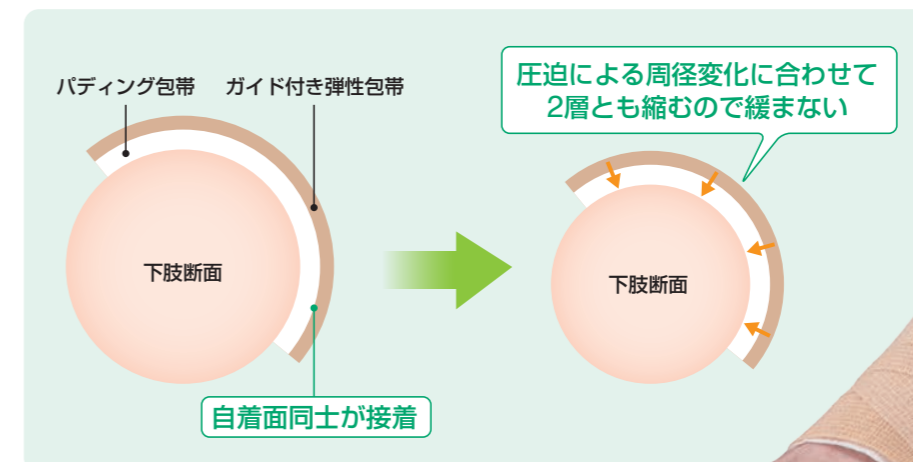 パディング包帯
ガイド付き弾性包帯
下肢断面
自着面同士が接着
圧迫による周径変化に合わせて
2層とも縮むので緩まない
下肢断面